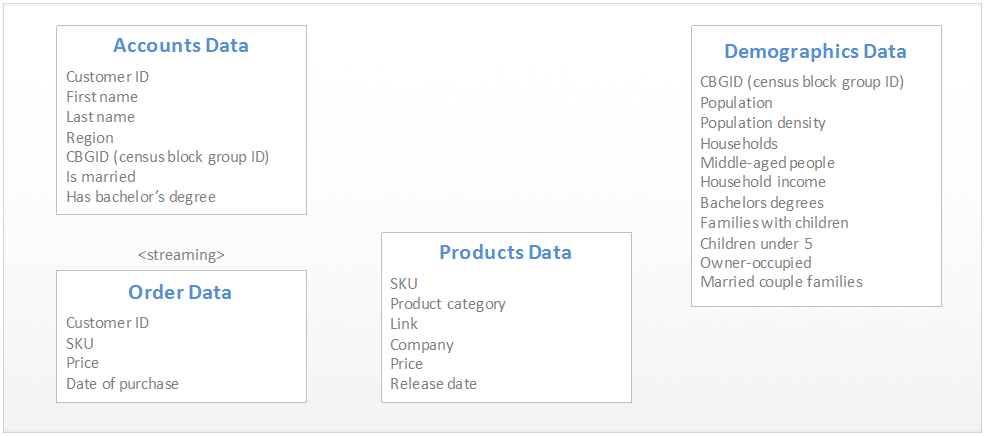 Accounts Data
Customer ID
First name
Last name
Region
CBGID (census block group ID)
Is married
Has bachelor’s degree
<streaming>
Order Data
Customer ID
SKU
Price
Date of purchase
Products Data
SKU
Product category
Link
Company
Price
Release date
Demographics Data
CBGID (census block group ID)
Population
Population density
Households
Middle-aged people
Household income
Bachelors degrees
Families with children
Children under 5
Owner-occupied
Married couple families